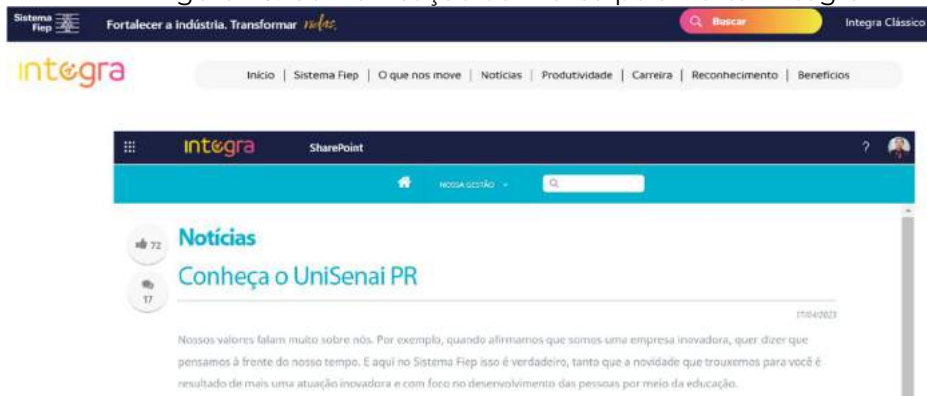 Sistema Fiep
Fortalecer a indústria. Transformar vidas.
Buscar
Integra Clássico
integra
Início | Sistema Fiep | O que nos move | Notícias | Produtividade | Carreira | Reconhecimento | Benefícios
integra
SharePoint
?
NOSSA GESTÃO
72
Notícias
Conheça o UniSenai PR
17
17/04/2023
Nossos valores falam muito sobre nós. Por exemplo, quando afirmamos que somos uma empresa inovadora, quer dizer que
pensamos à frente do nosso tempo. E aqui no Sistema Fiep isso é verdadeiro, tanto que a novidade que trouxemos para você é
resultado de mais uma atuação inovadora e com foco no desenvolvimento das pessoas por meio da educação.